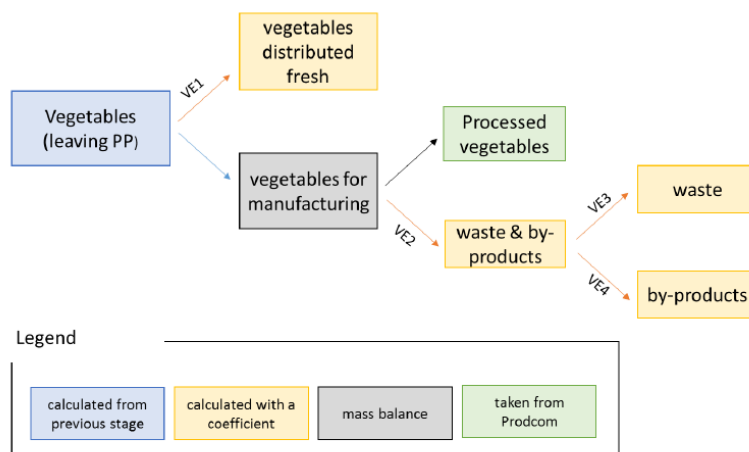 vegetables
distributed
fresh
VE1
Vegetables
(leaving PP)
Processed
vegetables
vegetables for
manufacturing
VE2
waste & by-
products
VE3
waste
VE4
by-products
Legend
calculated from
previous stage
calculated with a
coefficient
mass balance
taken from
Prodcom